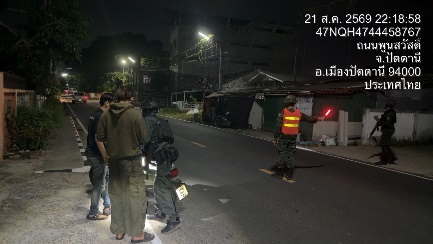 21 ส.ค. 2569 22:18:58
47NQH4744458767
ถนนพูนสวัสดิ์
จ.ปัตตานี
อ.เมืองปัตตานี 94000
ประเทศไทย